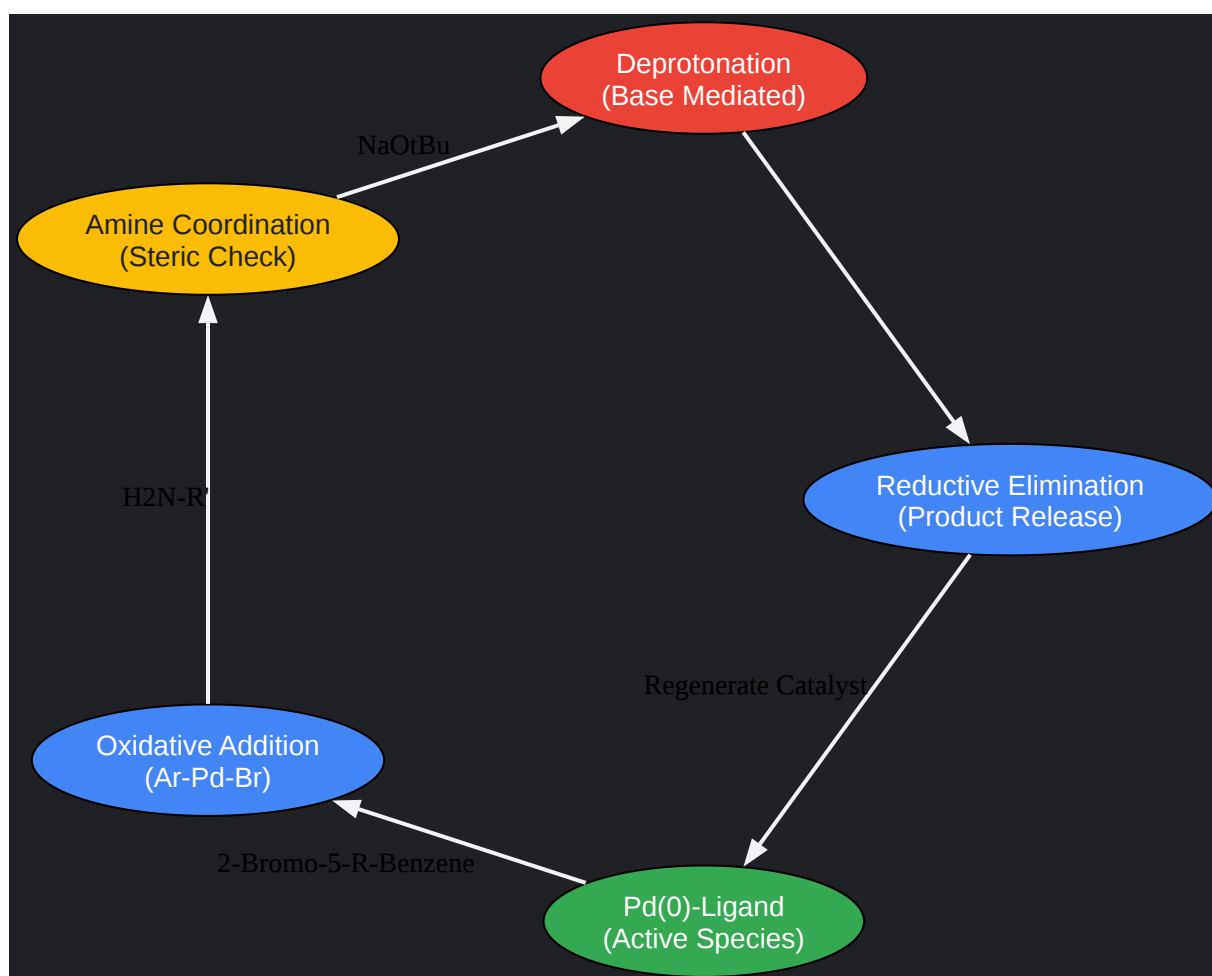 Deprotonation
(Base Mediated)
NaOtBu
Amine Coordination
(Steric Check)
H2N-R'
Reductive Elimination
(Product Release)
Regenerate Catalyst
Oxidative Addition
(Ar-Pd-Br)
2-Bromo-5-R-Benzene
Pd(0)-Ligand
(Active Species)